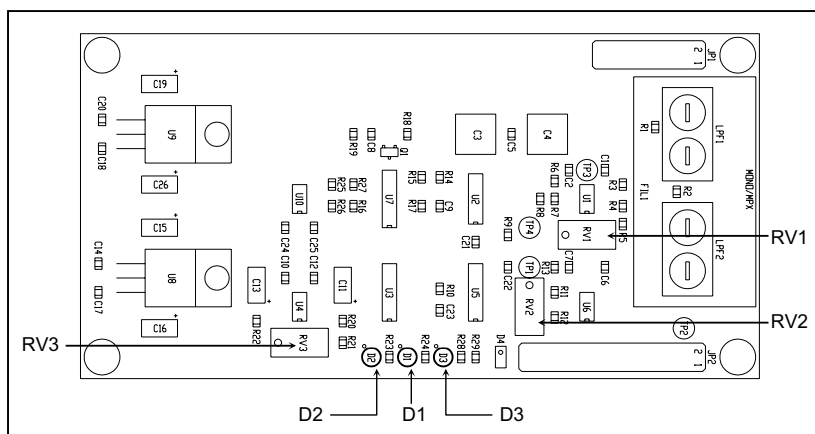 C19
C20
U9
C18
C26
C15
C14
U8
C17
C16
R18
R19
C8
Q1
C3
C5
C4
JP1
2 1
R1
LPF1
MONO/MPX
FIL1
R2
LPF2
R25
R27
R26
R16
U10
C24
C25
C10
C12
C13
C11
U4
R15
R14
R17
C9
U7
U2
C21
R6
C2
TP3
C1
R3
R8
R7
U1
R4
R5
R9
TP4
RV1
C22
TP1
R13
C7
C6
RV2
R11
R12
U6
U3
R10
C23
U5
R22
RV3
R20
R21
D2
R23
D1
R24
D3
R28
R29
D4
TP2
JP2
2 1
RV1
RV2
RV3
D2
D1
D3